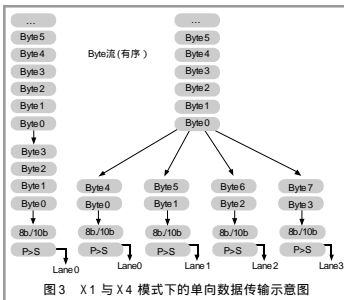 ...
Byte5
Byte4
Byte3
Byte2
Byte1
Byte0
Byte3
Byte2
Byte1
Byte0
8b/10b
P>S
Lane0
Byte流(有序)
...
Byte5
Byte4
Byte3
Byte2
Byte1
Byte0
Byte4
Byte0
8b/10b
P>S
Lane0
Byte5
Byte1
8b/10b
P>S
Lane1
Byte6
Byte2
8b/10b
P>S
Lane2
Byte7
Byte3
8b/10b
P>S
Lane3
图3 X1与X4模式下的单向数据传输示意图